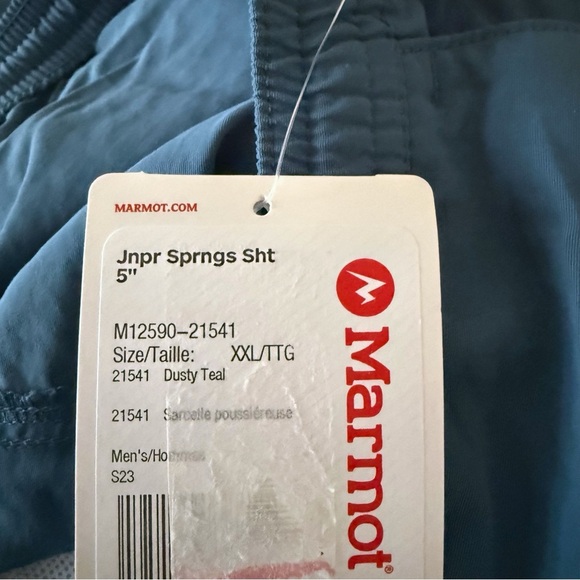 MARMOT.COM
Jnpr Sprngs Sht
5"
M12590-21541
Size/Taille: XXL/TTG
21541 Dusty Teal
21541 Sarcelle poussiéreuse
Men's/Hommes
S23
Marmot®